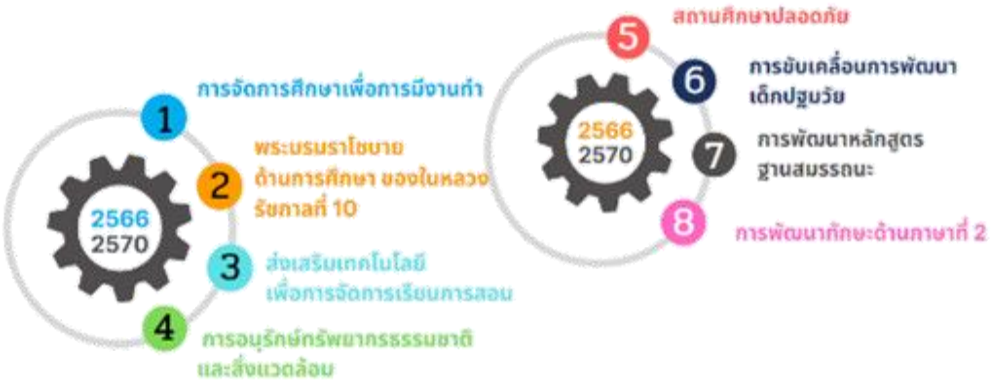 1
การจัดการศึกษาเพื่อการมีงานทำ
2
พระบรมราโชบาย
ด้านการศึกษา ของในหลวง
รัชกาลที่ 10
2566
2570
3
ส่งเสริมเทคโนโลยี
เพื่อการจัดการเรียนการสอน
4
การอนุรักษ์ทรัพยากรธรรมชาติ
และสิ่งแวดล้อม
5
สถานศึกษาปลอดภัย
6
การขับเคลื่อนการพัฒนา
เด็กปฐมวัย
2566
2570
7
การพัฒนาหลักสูตร
ฐานสมรรถนะ
8
การพัฒนาทักษะด้านภาษาที่ 2